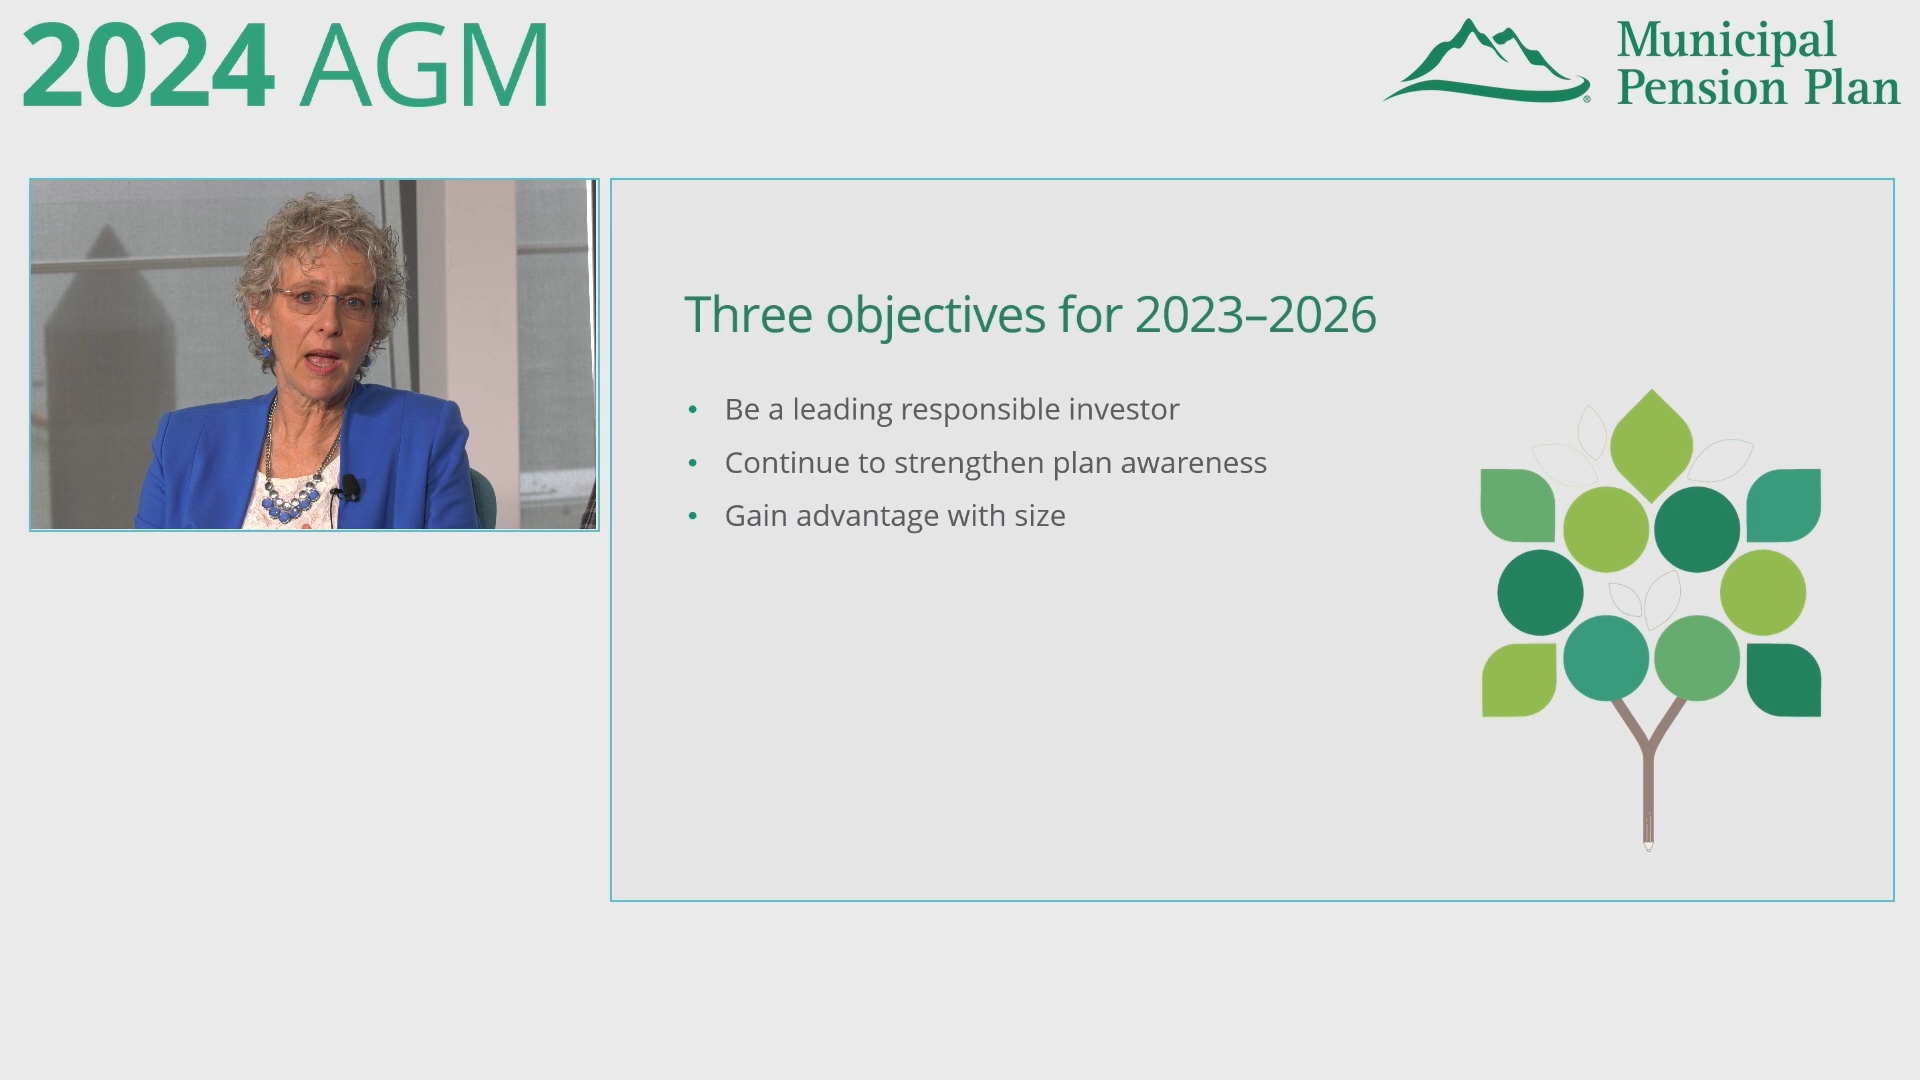 2024 AGM
Municipal
Pension Plan
®
Three objectives for 2023–2026
• Be a leading responsible investor
• Continue to strengthen plan awareness
• Gain advantage with size